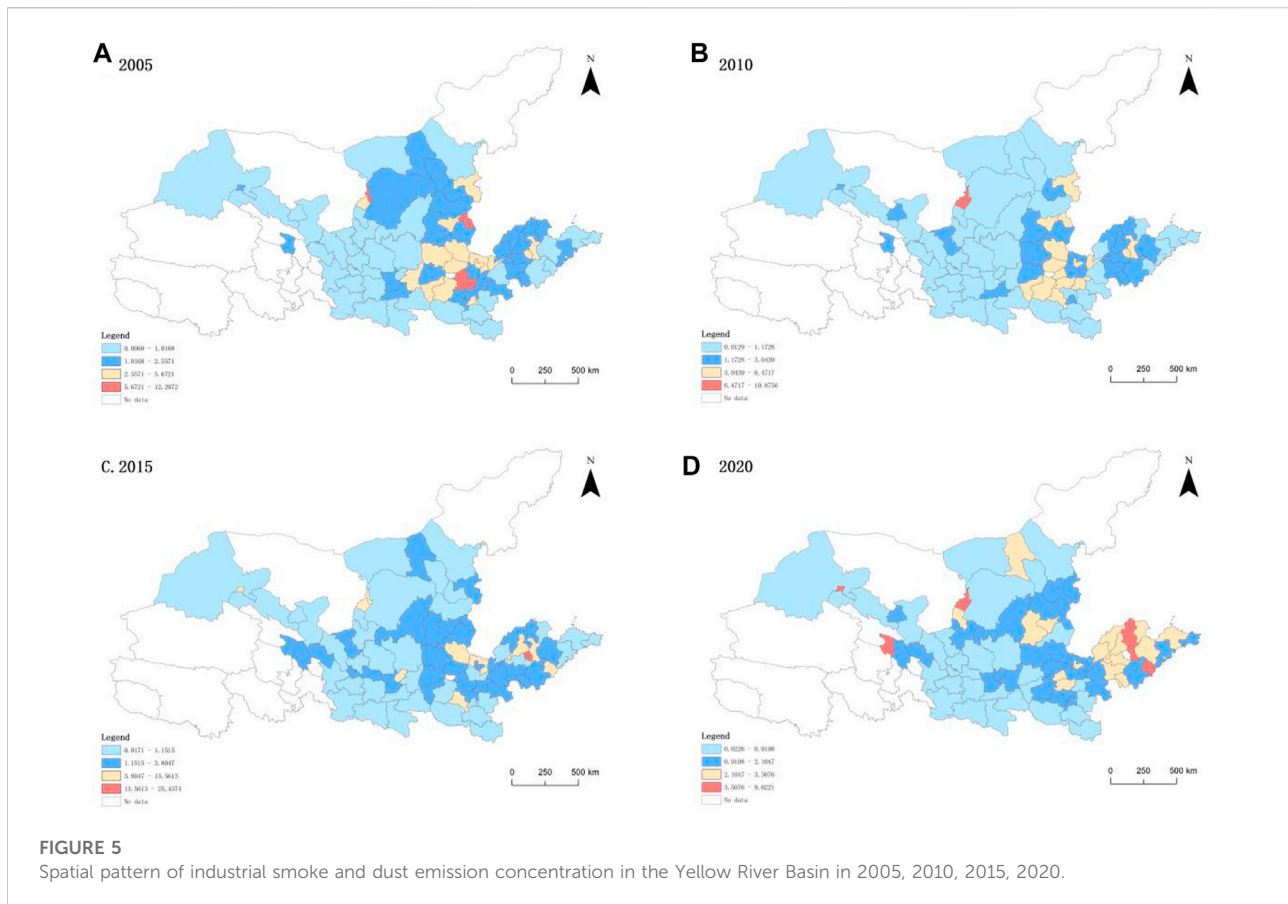 A 2005
N
Legend
0.0069 - 1.0168
1.0168 - 2.5571
2.5571 - 5.6721
5.6721 - 12.2972
No data
0 250 500 km
B 2010
N
Legend
0.0129 - 1.1728
1.1728 - 3.0439
3.0439 - 6.4717
6.4717 - 10.8756
No data
0 250 500 km
C. 2015
N
Legend
0.0171 - 1.1515
1.1515 - 3.8047
3.8047 - 13.5613
13.5613 - 25.4374
No data
0 250 500 km
D 2020
N
Legend
0.0226 - 0.9108
0.9108 - 2.1047
2.1047 - 3.5076
3.5076 - 9.6221
No data
0 250 500 km
FIGURE 5
Spatial pattern of industrial smoke and dust emission concentration in the Yellow River Basin in 2005, 2010, 2015, 2020.